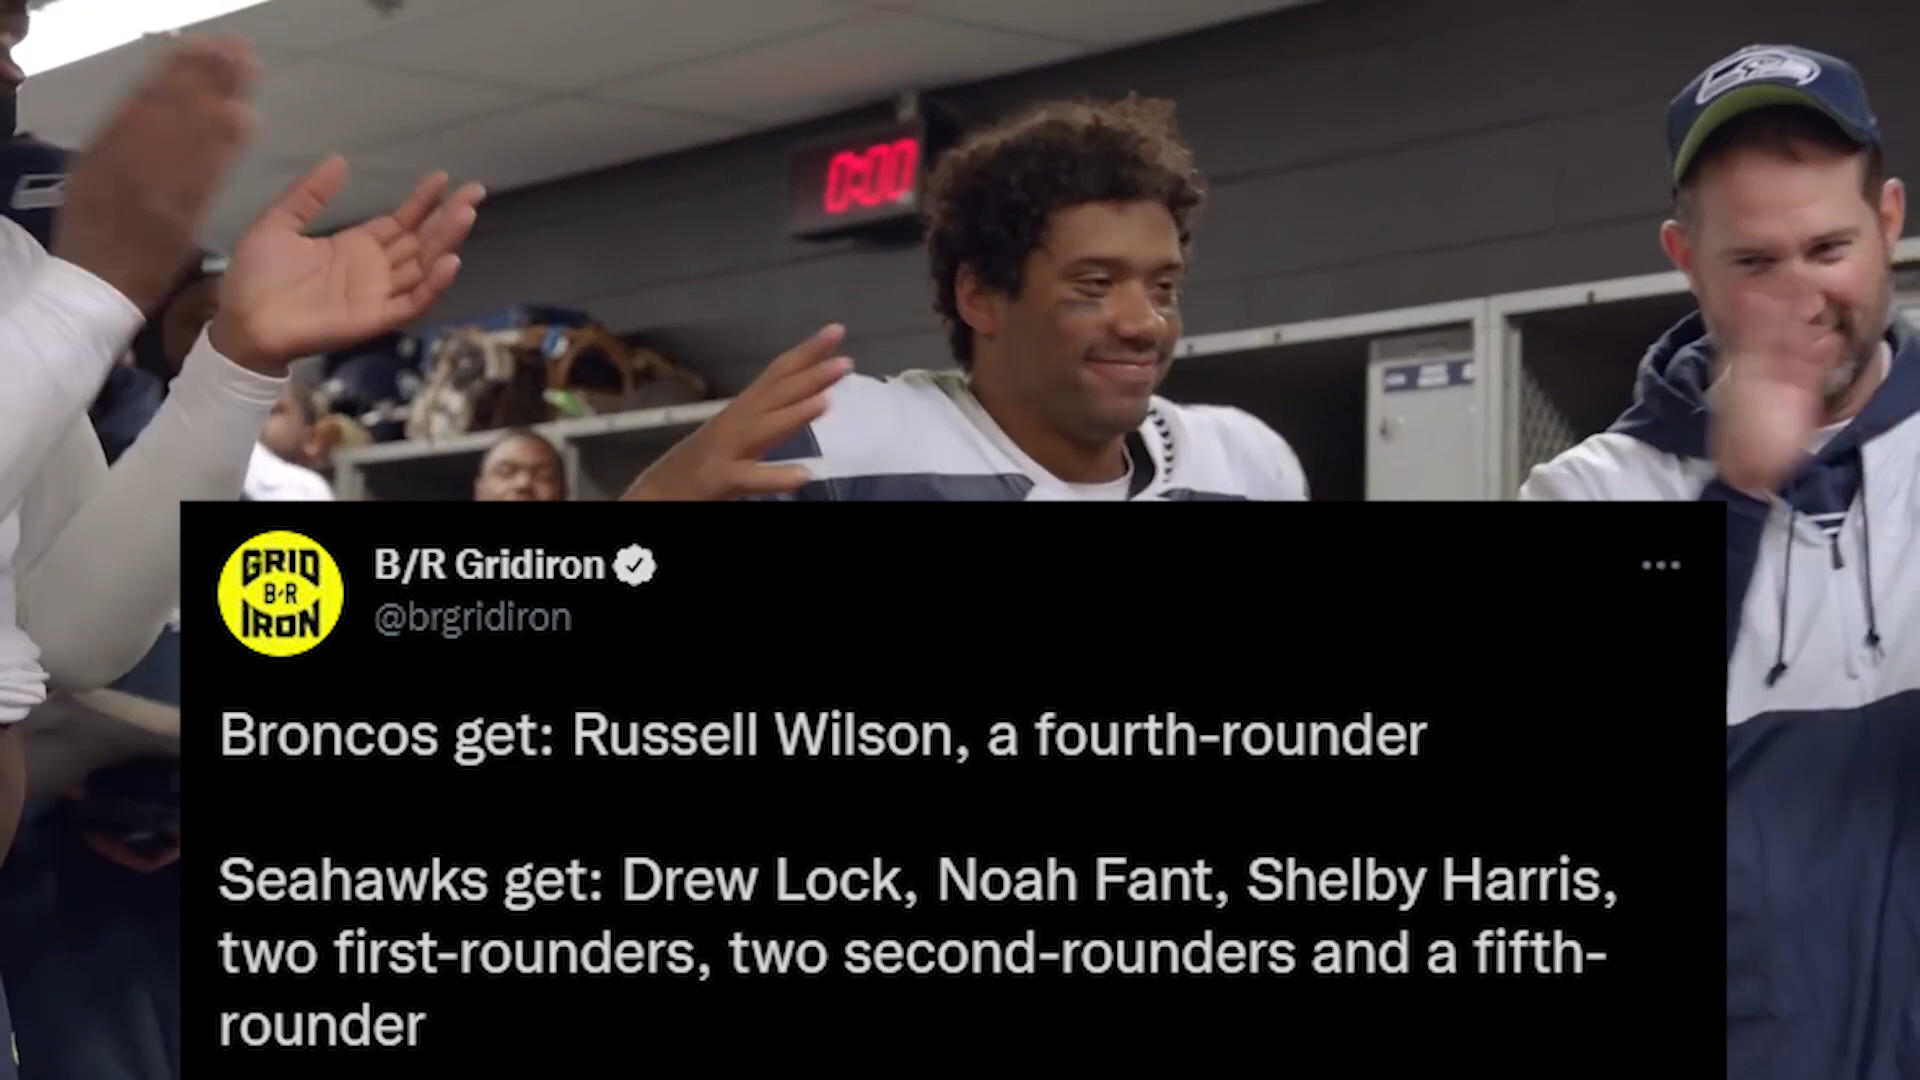 0:00
GRID
B·R
IRON
B/R Gridiron
@brgridiron
Broncos get: Russell Wilson, a fourth-rounder
Seahawks get: Drew Lock, Noah Fant, Shelby Harris,
two first-rounders, two second-rounders and a fifth-
rounder